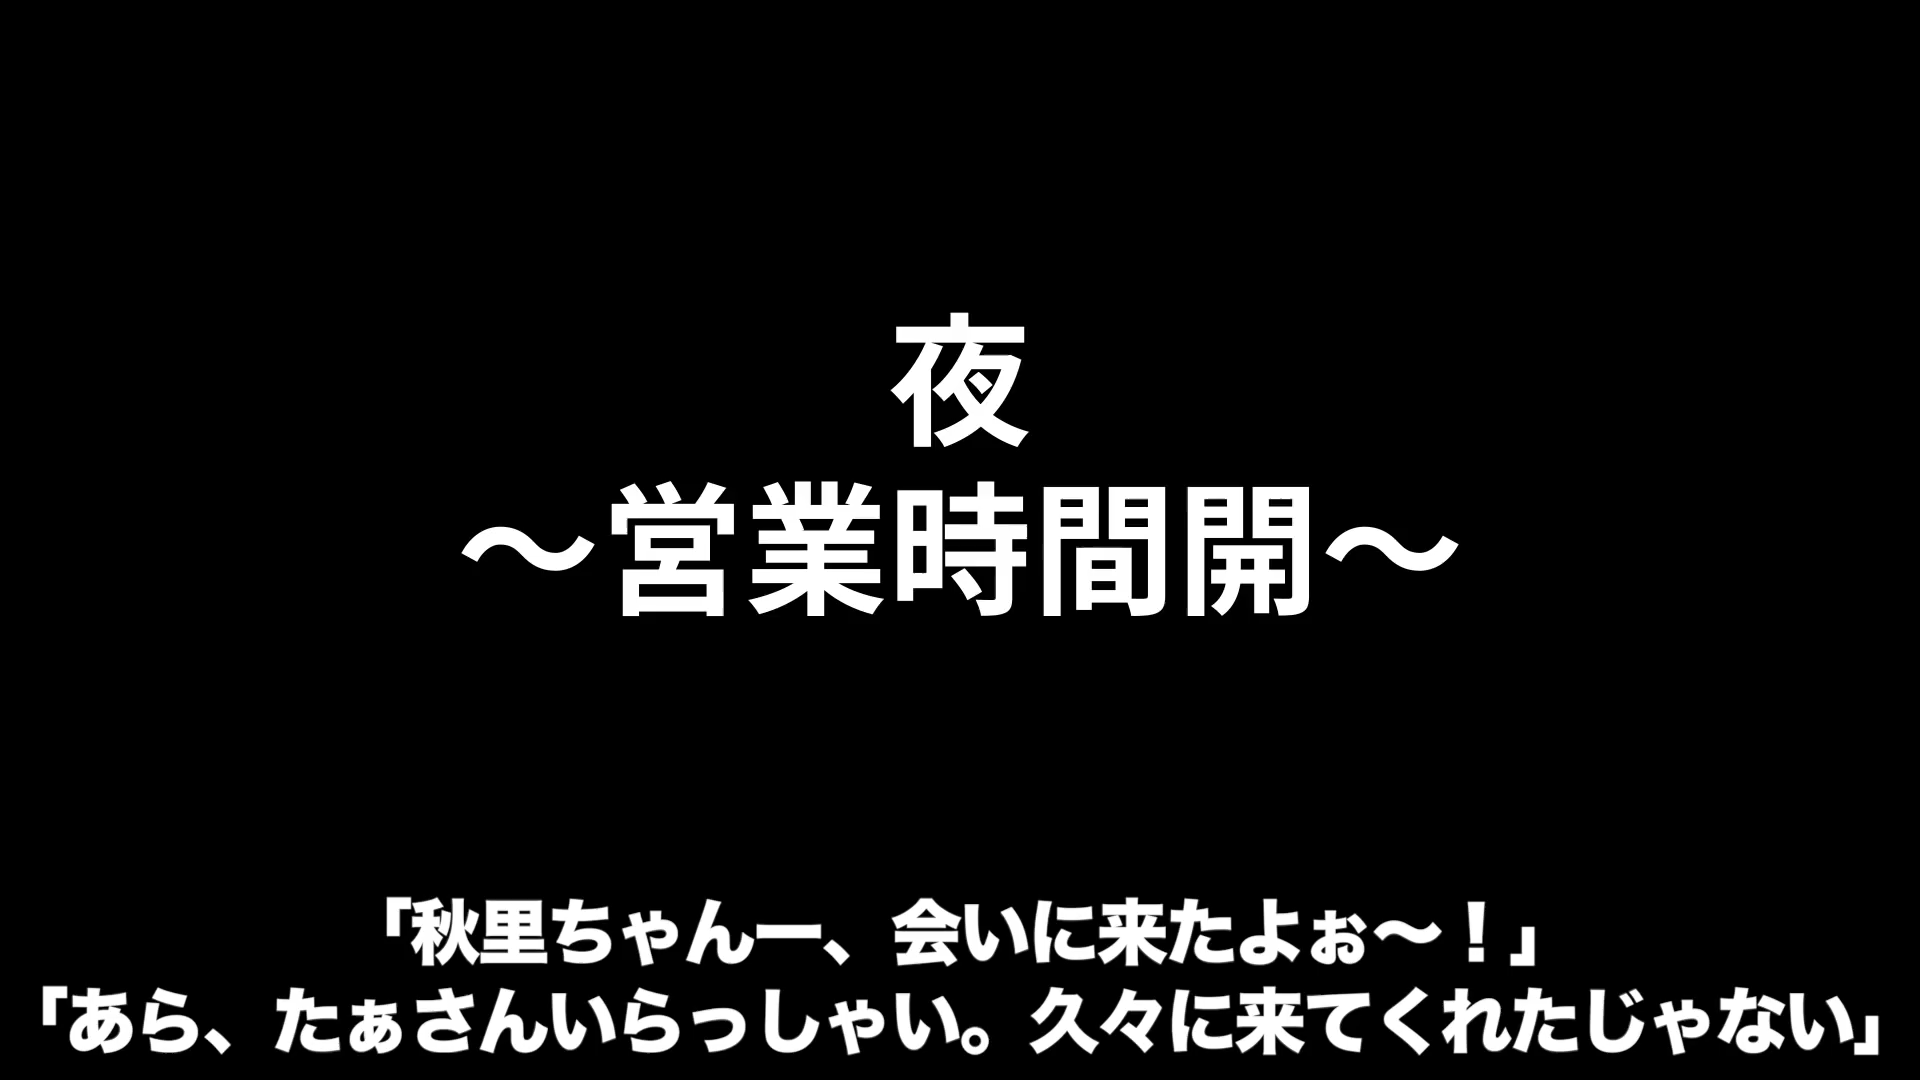 夜
～営業時間開～
「秋里ちゃんー、会いに来たよぉ～！」
「あら、たぁさんいらっしゃい。久々に来てくれたじゃない」